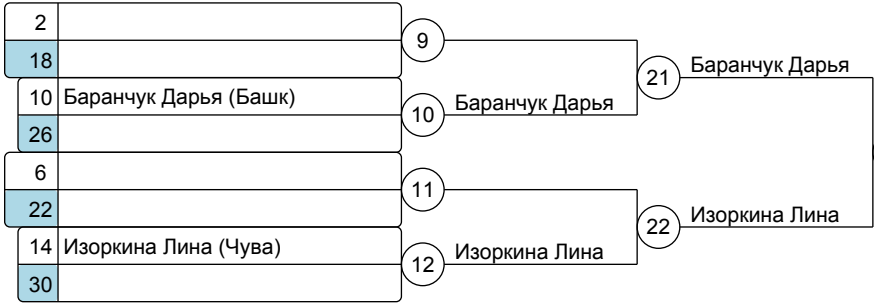 2
9
18
21 Баранчук Дарья
10 Баранчук Дарья (Башк)
10 Баранчук Дарья
26
6
11
22
22 Изоркина Лина
14 Изоркина Лина (Чува)
12 Изоркина Лина
30